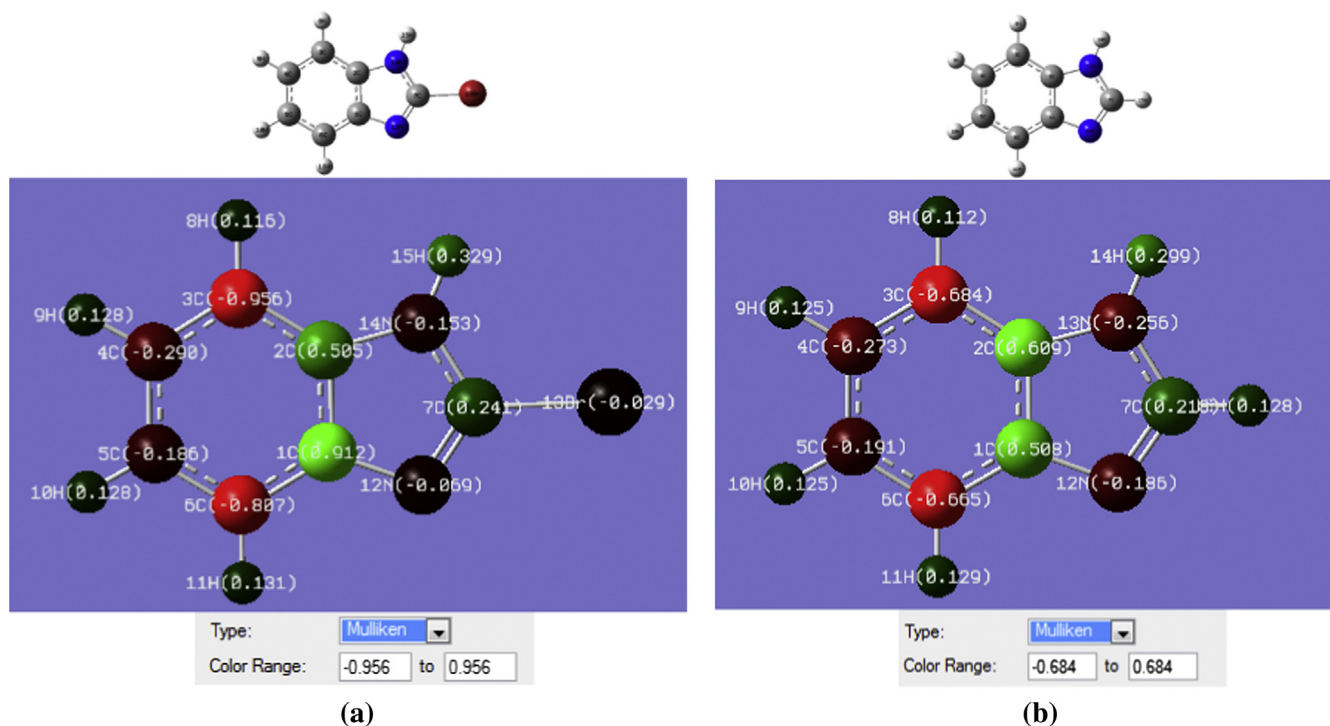 8H(0.116)
15H(0.329)
3C(-0.956)
9H(0.128)
14N(-0.153)
4C(-0.290)
2C(0.505)
7C(0.241)
13Br(-0.029)
5C(-0.186)
1C(0.912)
12N(-0.069)
10H(0.128)
6C(-0.807)
11H(0.131)
Type: Mulliken
Color Range: -0.956 to 0.956
(a)
8H(0.112)
14H(0.299)
3C(-0.684)
9H(0.125)
13N(-0.256)
4C(-0.273)
2C(0.609)
7C(0.218)
(0.128)
5C(-0.191)
1C(0.508)
12N(-0.186)
10H(0.125)
6C(-0.665)
11H(0.129)
Type: Mulliken
Color Range: -0.684 to 0.684
(b)